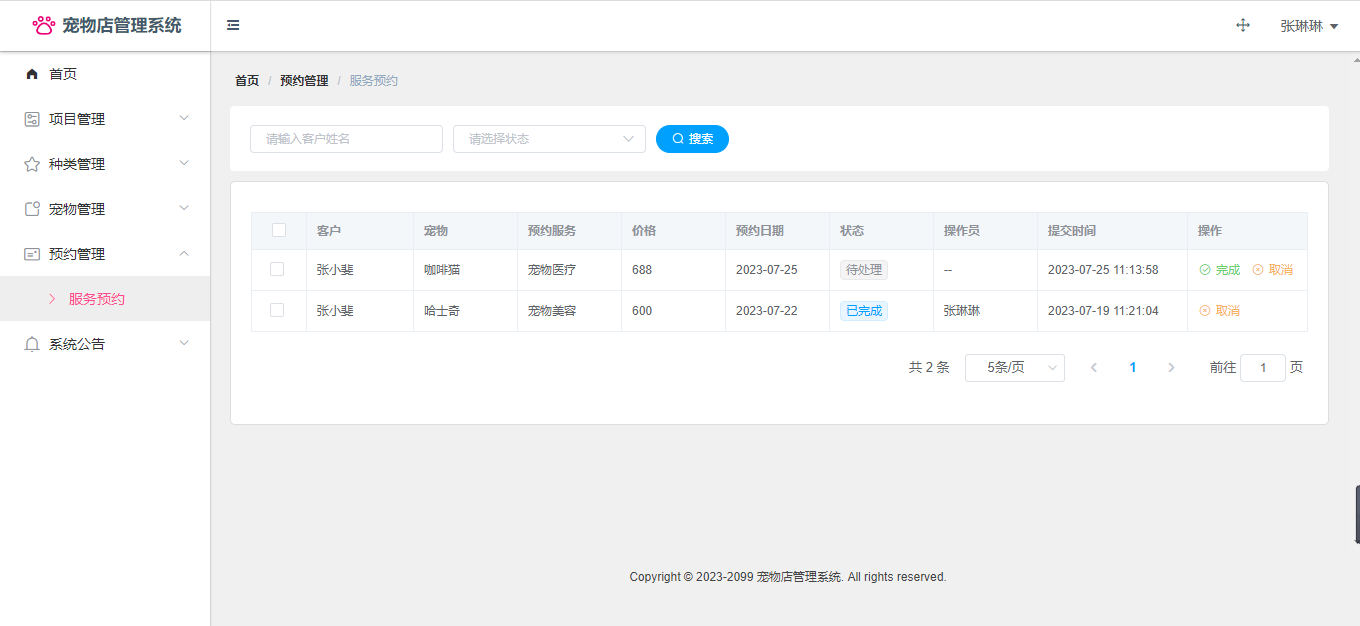 宠物店管理系统
张琳琳
首页
项目管理
种类管理
宠物管理
预约管理
服务预约
系统公告
首页 / 预约管理 / 服务预约
请输入客户姓名 请选择状态 搜索
客户 宠物 预约服务 价格 预约日期 状态 操作员 提交时间 操作
张小斐 咖啡猫 宠物医疗 688 2023-07-25 待处理 -- 2023-07-25 11:13:58 完成 取消
张小斐 哈士奇 宠物美容 600 2023-07-22 已完成 张琳琳 2023-07-19 11:21:04 取消
共 2 条 5条/页 1 前往 1 页
Copyright © 2023-2099 宠物店管理系统. All rights reserved.